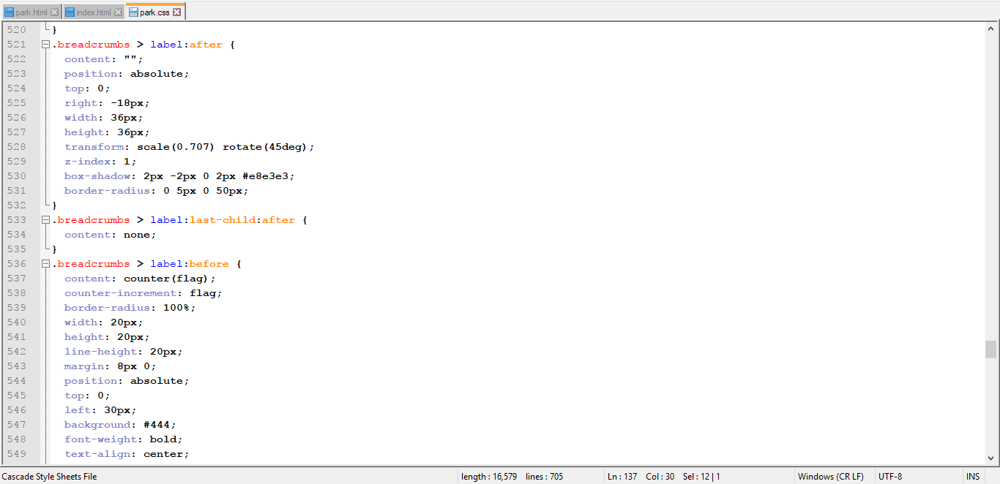 park.html index.html park.css
520 }
521 .breadcrumbs > label:after {
522 content: "";
523 position: absolute;
524 top: 0;
525 right: -18px;
526 width: 36px;
527 height: 36px;
528 transform: scale(0.707) rotate(45deg);
529 z-index: 1;
530 box-shadow: 2px -2px 0 2px #e8e3e3;
531 border-radius: 0 5px 0 50px;
532 }
533 .breadcrumbs > label:last-child:after {
534 content: none;
535 }
536 .breadcrumbs > label:before {
537 content: counter(flag);
538 counter-increment: flag;
539 border-radius: 100%;
540 width: 20px;
541 height: 20px;
542 line-height: 20px;
543 margin: 8px 0;
544 position: absolute;
545 top: 0;
546 left: 30px;
547 background: #444;
548 font-weight: bold;
549 text-align: center;
Cascade Style Sheets File length : 16,579 lines : 705 Ln : 137 Col : 30 Sel : 12 | 1 Windows (CR LF) UTF-8 INS